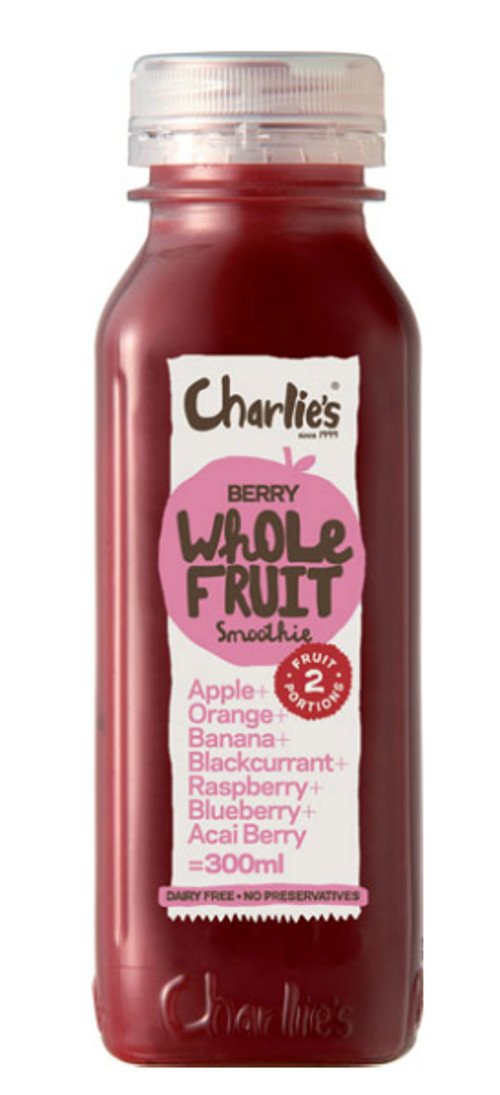 Charlie's®
since 1999
BERRY
WHOLE
FRUIT
Smoothie
FRUIT
2
PORTIONS
Apple+
Orange+
Banana+
Blackcurrant+
Raspberry+
Blueberry+
Acai Berry
=300ml
DAIRY FREE • NO PRESERVATIVES
Charlie's